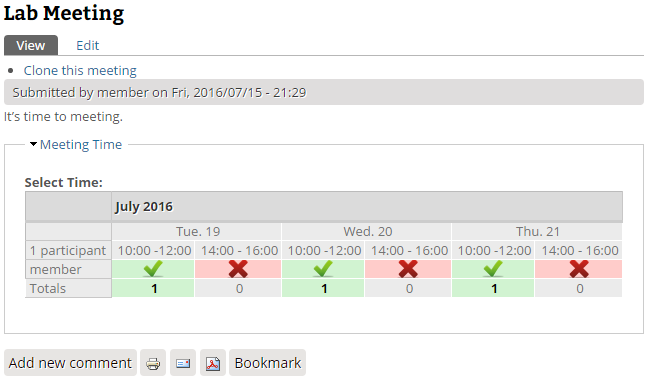 Lab Meeting
View Edit
Clone this meeting
Submitted by member on Fri, 2016/07/15 - 21:29
It's time to meeting.
Meeting Time
Select Time:
July 2016
Tue. 19 Wed. 20 Thu. 21
1 participant 10:00 -12:00 14:00 - 16:00 10:00 -12:00 14:00 - 16:00 10:00 -12:00 14:00 - 16:00
member
Totals 1 0 1 0 1 0
Add new comment Bookmark